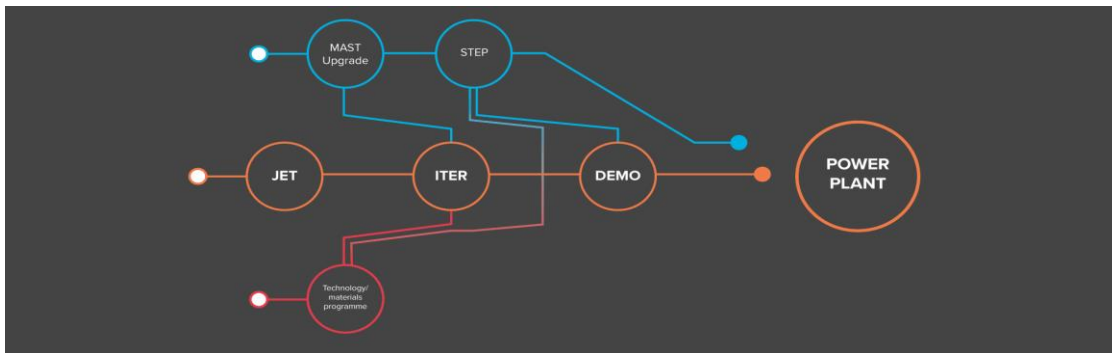 MAST
Upgrade
STEP
JET
ITER
DEMO
POWER
PLANT
Technology/
materials
programme